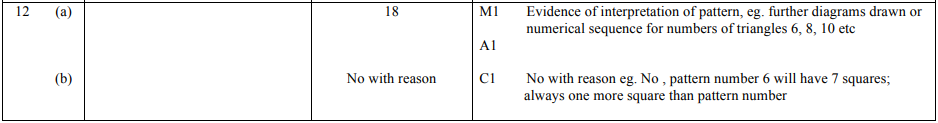 12 (a) 18 M1 Evidence of interpretation of pattern, eg. further diagrams drawn or
numerical sequence for numbers of triangles 6, 8, 10 etc
A1
(b) No with reason C1 No with reason eg. No , pattern number 6 will have 7 squares;
always one more square than pattern number